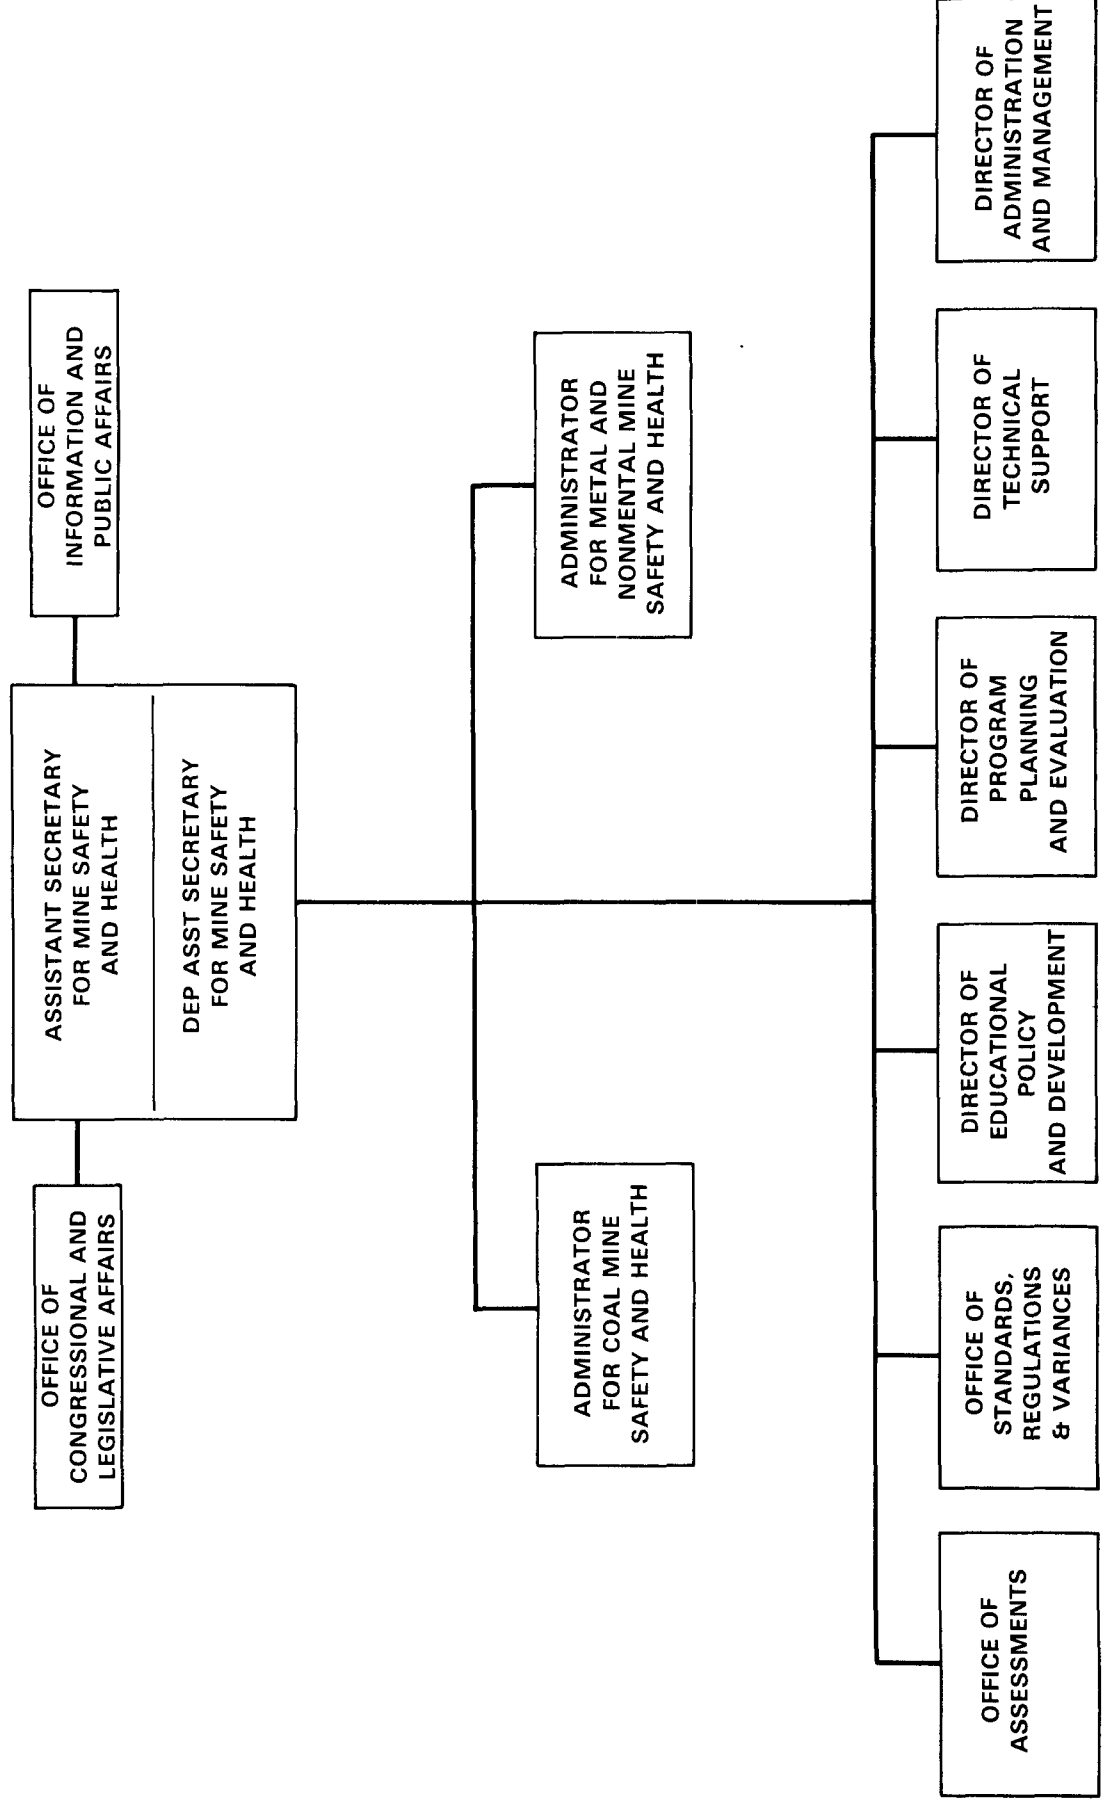 ASSISTANT SECRETARY
FOR MINE SAFETY
AND HEALTH
DEP ASST SECRETARY
FOR MINE SAFETY
AND HEALTH
OFFICE OF
CONGRESSIONAL AND
LEGISLATIVE AFFAIRS
OFFICE OF
INFORMATION AND
PUBLIC AFFAIRS
ADMINISTRATOR
FOR COAL MINE
SAFETY AND HEALTH
ADMINISTRATOR
FOR METAL AND
NONMENTAL MINE
SAFETY AND HEALTH
OFFICE OF
ASSESSMENTS
OFFICE OF
STANDARDS,
REGULATIONS
& VARIANCES
DIRECTOR OF
EDUCATIONAL
POLICY
AND DEVELOPMENT
DIRECTOR OF
PROGRAM
PLANNING
AND EVALUATION
DIRECTOR OF
TECHNICAL
SUPPORT
DIRECTOR OF
ADMINISTRATION
AND MANAGEMENT